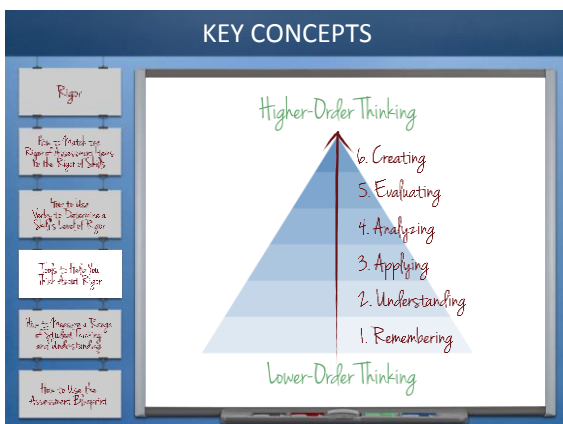 KEY CONCEPTS
Rigor
How to Match the
Rigor of Assessment Items
to the Rigor of Skills
How to Use
Verbs to Determine a
Skill's Level of Rigor
Tools to Help You
Think About Rigor
How to Measure a Range
of Student Thinking
and Understanding
How to Use the
Assessment Blueprint
Higher-Order Thinking
6. Creating
5. Evaluating
4. Analyzing
3. Applying
2. Understanding
1. Remembering
Lower-Order Thinking